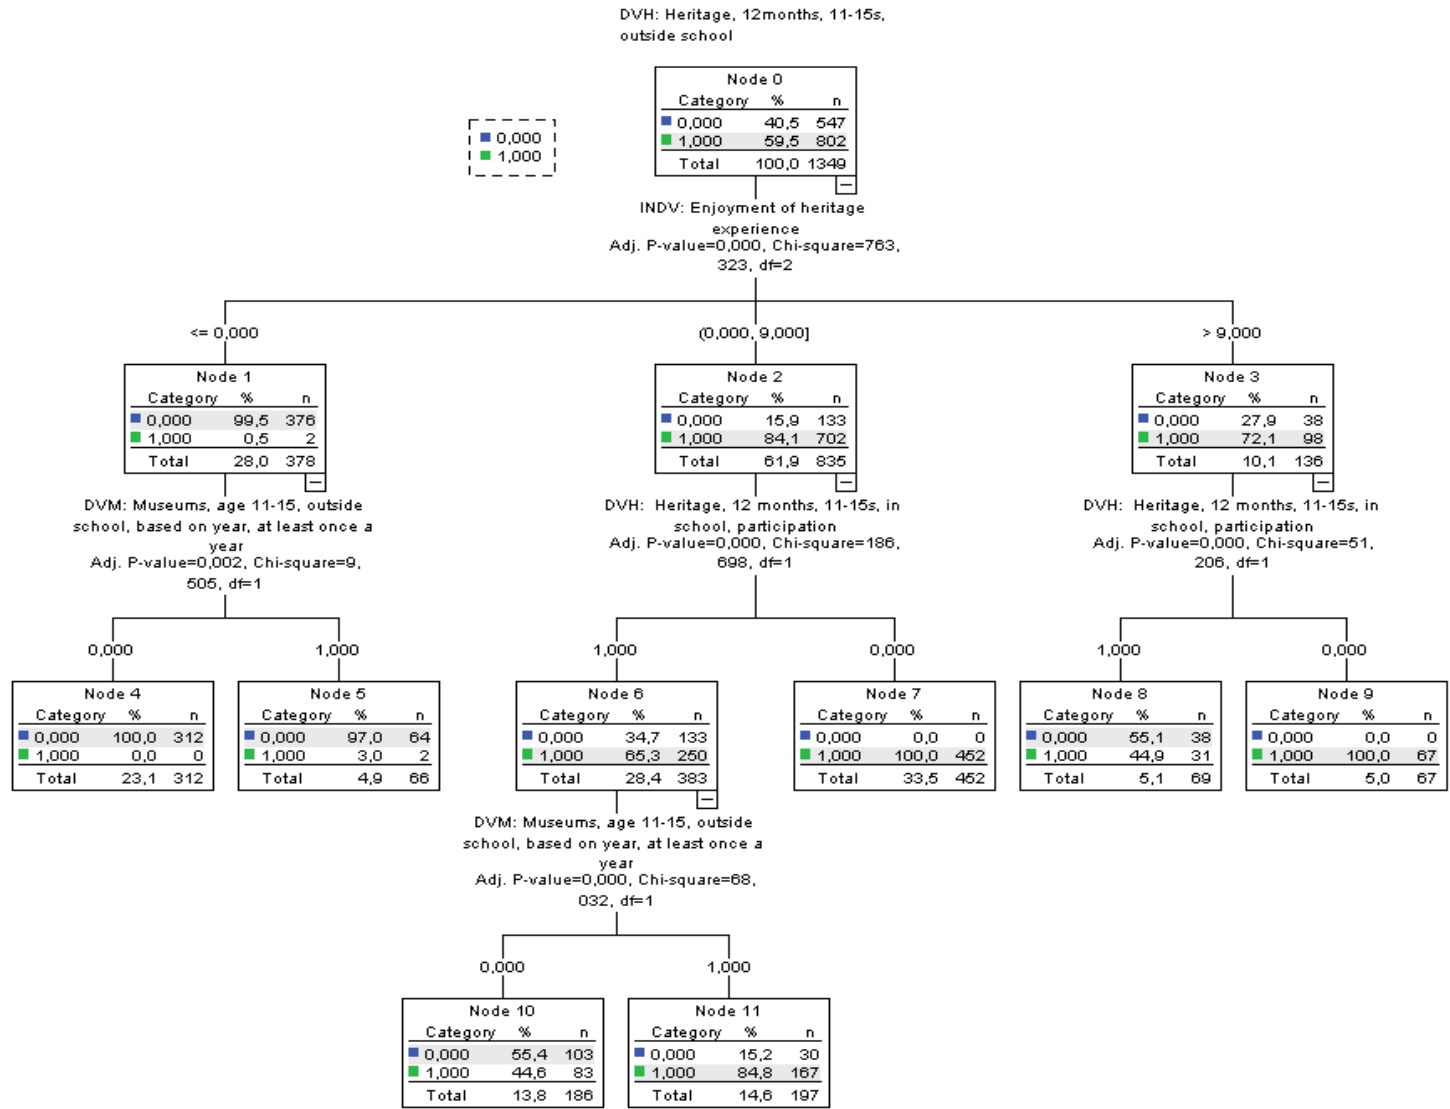 DVH: Heritage, 12months, 11-15s,
outside school
Node 0
Category % n
0,000 40,5 547
1,000 59,5 802
Total 100,0 1349
0,000
1,000
INDV: Enjoyment of heritage
experience
Adj. P-value=0,000, Chi-square=763,
323, df=2
<= 0,000
(0,000, 9,000]
> 9,000
Node 1
Category % n
0,000 99,5 376
1,000 0,5 2
Total 28,0 378
Node 2
Category % n
0,000 15,9 133
1,000 84,1 702
Total 61,9 835
Node 3
Category % n
0,000 27,9 38
1,000 72,1 98
Total 10,1 136
DVM: Museums, age 11-15, outside
school, based on year, at least once a
year
Adj. P-value=0,002, Chi-square=9,
505, df=1
DVH: Heritage, 12 months, 11-15s, in
school, participation
Adj. P-value=0,000, Chi-square=186,
698, df=1
DVH: Heritage, 12 months, 11-15s, in
school, participation
Adj. P-value=0,000, Chi-square=51,
206, df=1
0,000
1,000
1,000
0,000
1,000
0,000
Node 4
Category % n
0,000 100,0 312
1,000 0,0 0
Total 23,1 312
Node 5
Category % n
0,000 97,0 64
1,000 3,0 2
Total 4,9 66
Node 6
Category % n
0,000 34,7 133
1,000 65,3 250
Total 28,4 383
Node 7
Category % n
0,000 0,0 0
1,000 100,0 452
Total 33,5 452
Node 8
Category % n
0,000 55,1 38
1,000 44,9 31
Total 5,1 69
Node 9
Category % n
0,000 0,0 0
1,000 100,0 67
Total 5,0 67
DVM: Museums, age 11-15, outside
school, based on year, at least once a
year
Adj. P-value=0,000, Chi-square=68,
032, df=1
0,000
1,000
Node 10
Category % n
0,000 55,4 103
1,000 44,6 83
Total 13,8 186
Node 11
Category % n
0,000 15,2 30
1,000 84,8 167
Total 14,6 197